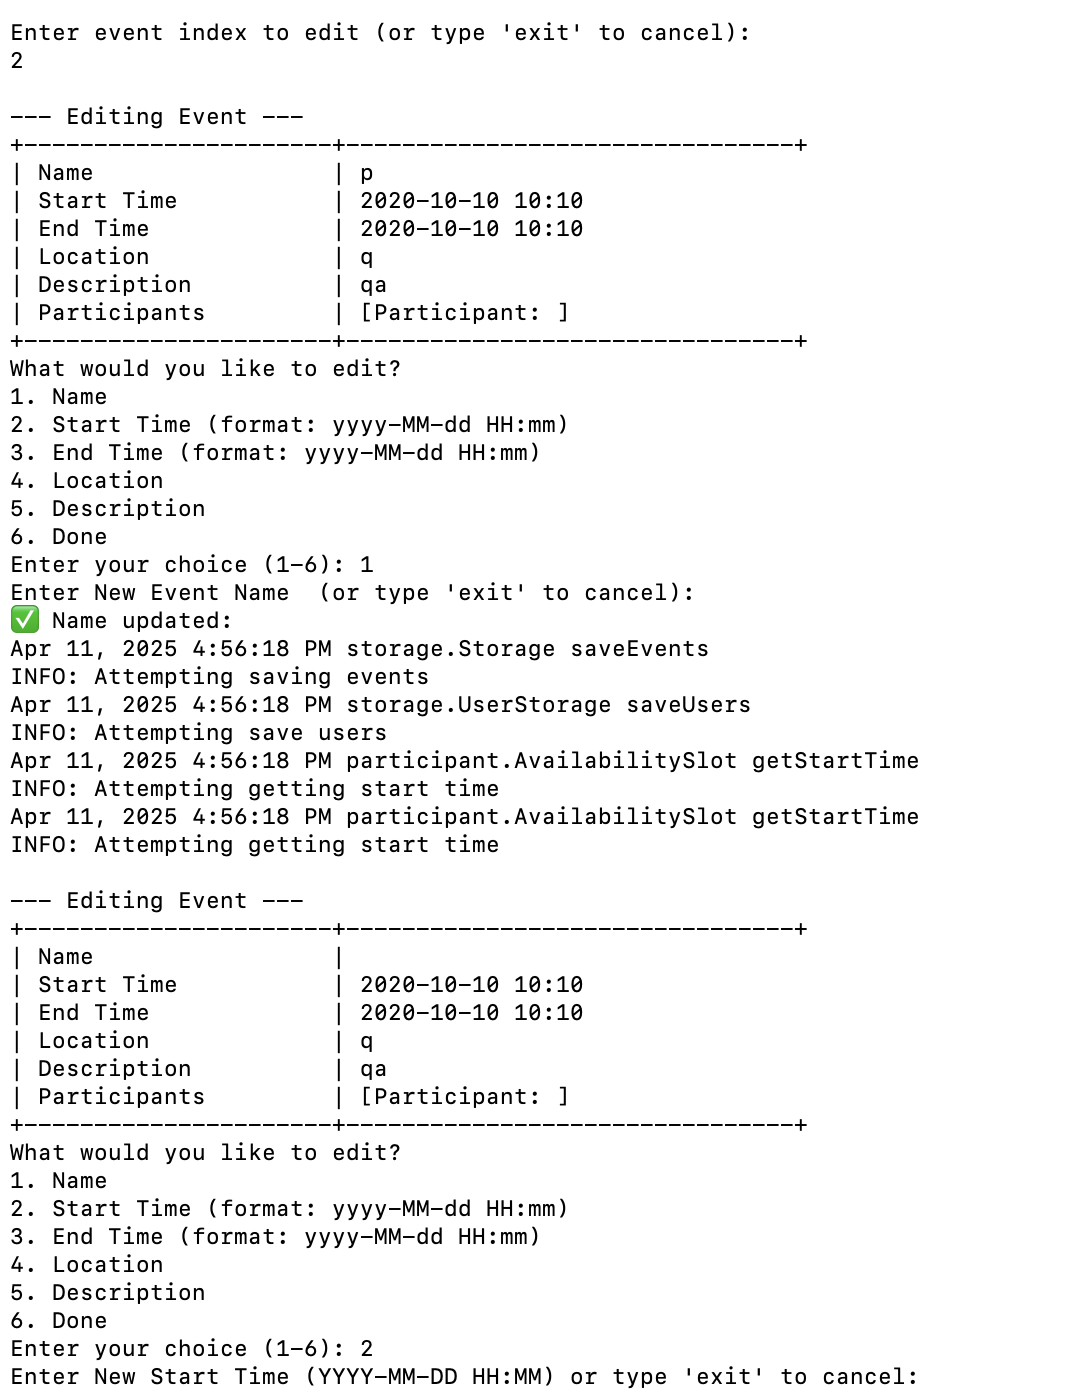 Enter event index to edit (or type 'exit' to cancel):
2
--- Editing Event ---
+----------------------+--------------------------------+
| Name                 | p
| Start Time           | 2020-10-10 10:10
| End Time             | 2020-10-10 10:10
| Location             | q
| Description          | qa
| Participants         | [Participant: ]
+----------------------+--------------------------------+
What would you like to edit?
1. Name
2. Start Time (format: yyyy-MM-dd HH:mm)
3. End Time (format: yyyy-MM-dd HH:mm)
4. Location
5. Description
6. Done
Enter your choice (1-6): 1
Enter New Event Name  (or type 'exit' to cancel):
✅ Name updated:
Apr 11, 2025 4:56:18 PM storage.Storage saveEvents
INFO: Attempting saving events
Apr 11, 2025 4:56:18 PM storage.UserStorage saveUsers
INFO: Attempting save users
Apr 11, 2025 4:56:18 PM participant.AvailabilitySlot getStartTime
INFO: Attempting getting start time
Apr 11, 2025 4:56:18 PM participant.AvailabilitySlot getStartTime
INFO: Attempting getting start time
--- Editing Event ---
+----------------------+--------------------------------+
| Name                 |
| Start Time           | 2020-10-10 10:10
| End Time             | 2020-10-10 10:10
| Location             | q
| Description          | qa
| Participants         | [Participant: ]
+----------------------+--------------------------------+
What would you like to edit?
1. Name
2. Start Time (format: yyyy-MM-dd HH:mm)
3. End Time (format: yyyy-MM-dd HH:mm)
4. Location
5. Description
6. Done
Enter your choice (1-6): 2
Enter New Start Time (YYYY-MM-DD HH:MM) or type 'exit' to cancel: